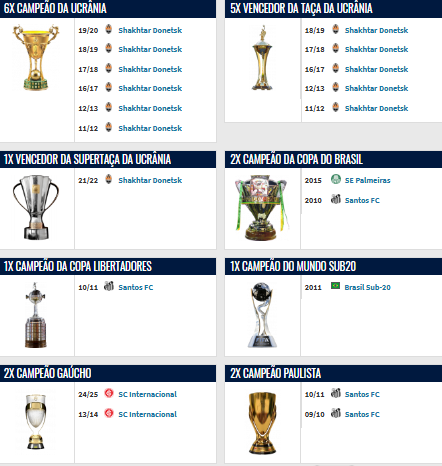 6X CAMPEÃO DA UCRÂNIA
19/20 Shakhtar Donetsk
18/19 Shakhtar Donetsk
17/18 Shakhtar Donetsk
16/17 Shakhtar Donetsk
12/13 Shakhtar Donetsk
11/12 Shakhtar Donetsk
5X VENCEDOR DA TAÇA DA UCRÂNIA
18/19 Shakhtar Donetsk
17/18 Shakhtar Donetsk
16/17 Shakhtar Donetsk
12/13 Shakhtar Donetsk
11/12 Shakhtar Donetsk
1X VENCEDOR DA SUPERTAÇA DA UCRÂNIA
21/22 Shakhtar Donetsk
2X CAMPEÃO DA COPA DO BRASIL
2015 SE Palmeiras
2010 Santos FC
1X CAMPEÃO DA COPA LIBERTADORES
10/11 Santos FC
1X CAMPEÃO DO MUNDO SUB20
2011 Brasil Sub-20
2X CAMPEÃO GAÚCHO
24/25 SC Internacional
13/14 SC Internacional
2X CAMPEÃO PAULISTA
10/11 Santos FC
09/10 Santos FC